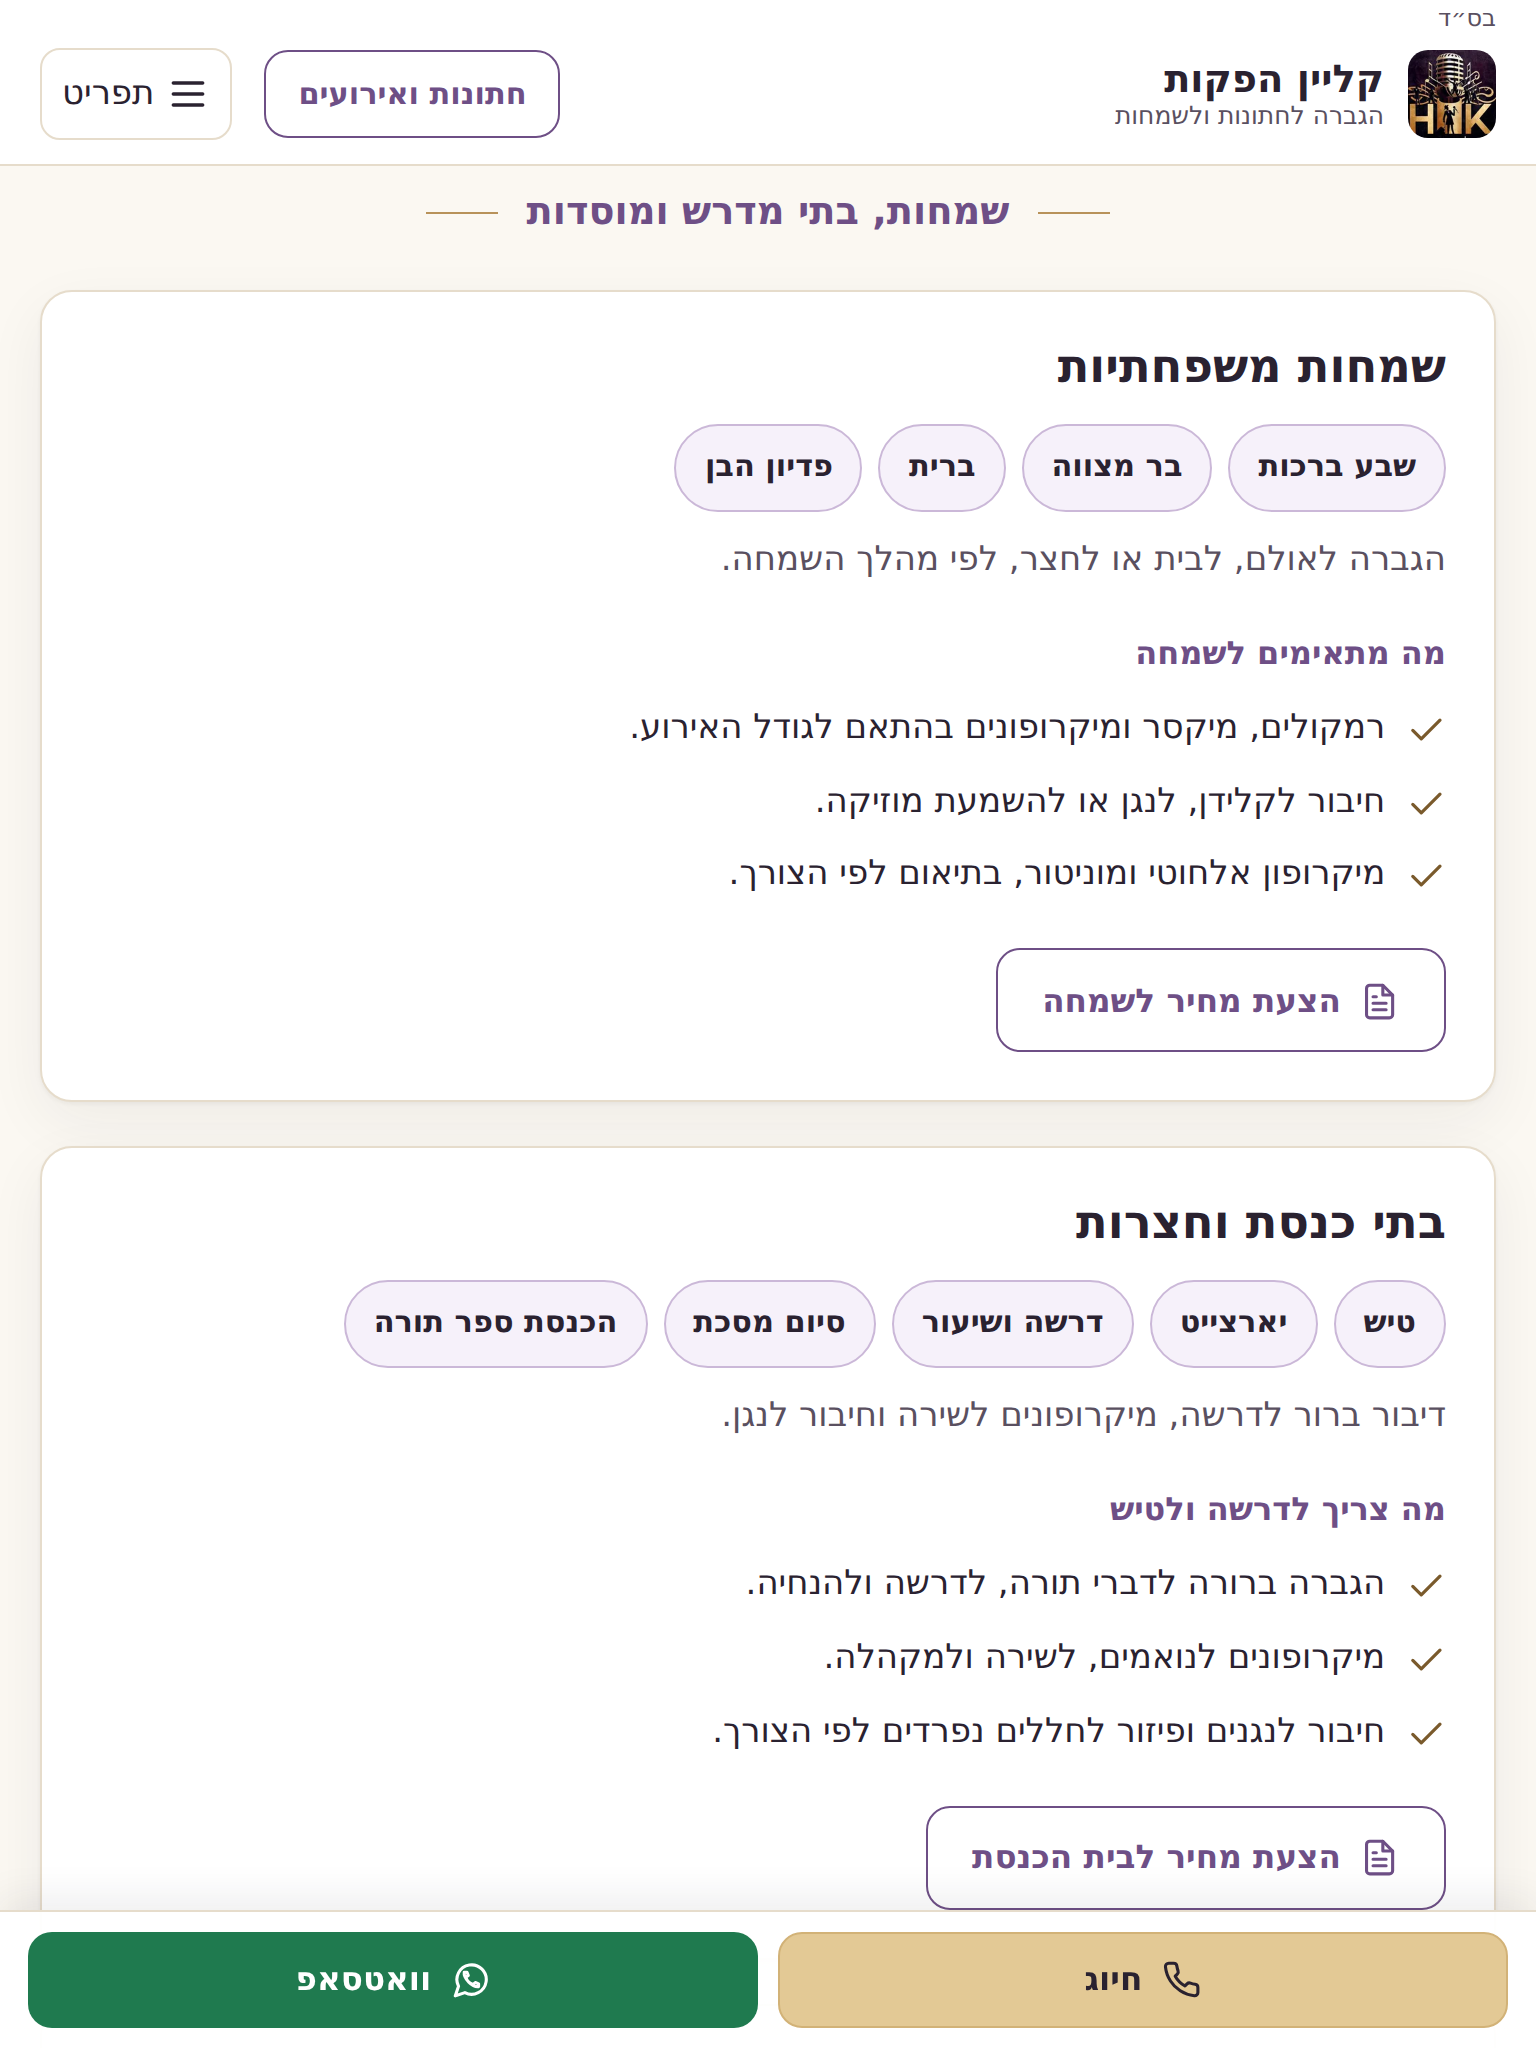 בס״ד
קליין הפקות
הגברה לחתונות ולשמחות
חתונות ואירועים
תפריט
שמחות, בתי מדרש ומוסדות
שמחות משפחתיות
שבע ברכות
בר מצווה
ברית
פדיון הבן
הגברה לאולם, לבית או לחצר, לפי מהלך השמחה.
מה מתאימים לשמחה
רמקולים, מיקסר ומיקרופונים בהתאם לגודל האירוע.
חיבור לקלידן, לנגן או להשמעת מוזיקה.
מיקרופון אלחוטי ומוניטור, בתיאום לפי הצורך.
הצעת מחיר לשמחה
בתי כנסת וחצרות
טיש
יארצייט
דרשה ושיעור
סיום מסכת
הכנסת ספר תורה
דיבור ברור לדרשה, מיקרופונים לשירה וחיבור לנגן.
מה צריך לדרשה ולטיש
הגברה ברורה לדברי תורה, לדרשה ולהנחיה.
מיקרופונים לנואמים, לשירה ולמקהלה.
חיבור לנגנים ופיזור לחללים נפרדים לפי הצורך.
הצעת מחיר לבית הכנסת
חיוג
וואטסאפ